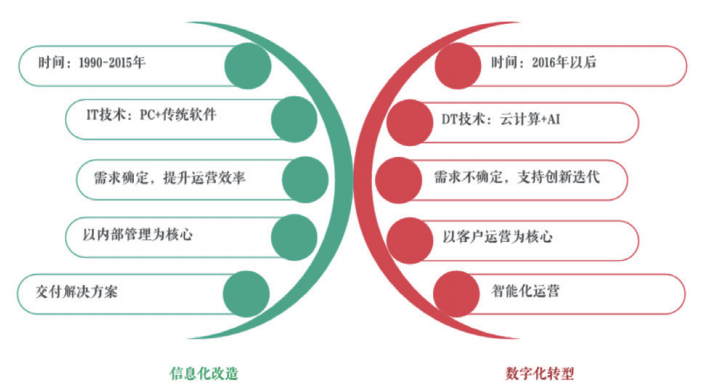 时间：1990-2015年
IT技术：PC+传统软件
需求确定，提升运营效率
以内部管理为核心
交付解决方案
信息化改造
时间：2016年以后
DT技术：云计算+AI
需求不确定，支持创新迭代
以客户运营为核心
智能化运营
数字化转型